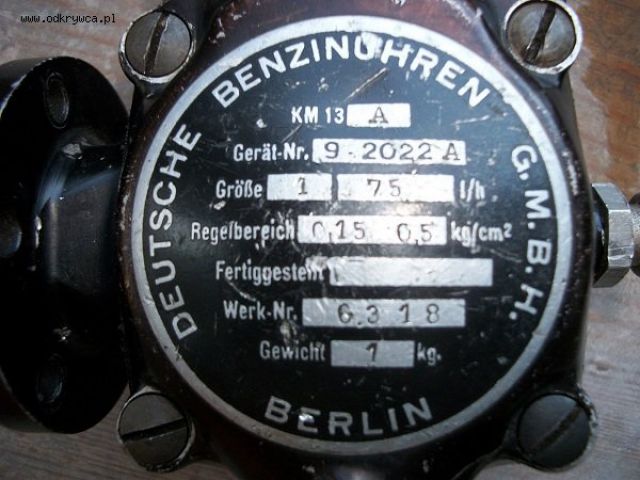 www.odkrywca.pl
DEUTSCHE BENZINUHREN G.M.B.H.
KM 13 A
Gerät-Nr. 9-2022 A
Größe 1 75 l/h
Regelbereich 0,15 0,5 kg/cm²
Fertiggestellt
Werk-Nr. 6318
Gewicht 1 kg.
BERLIN